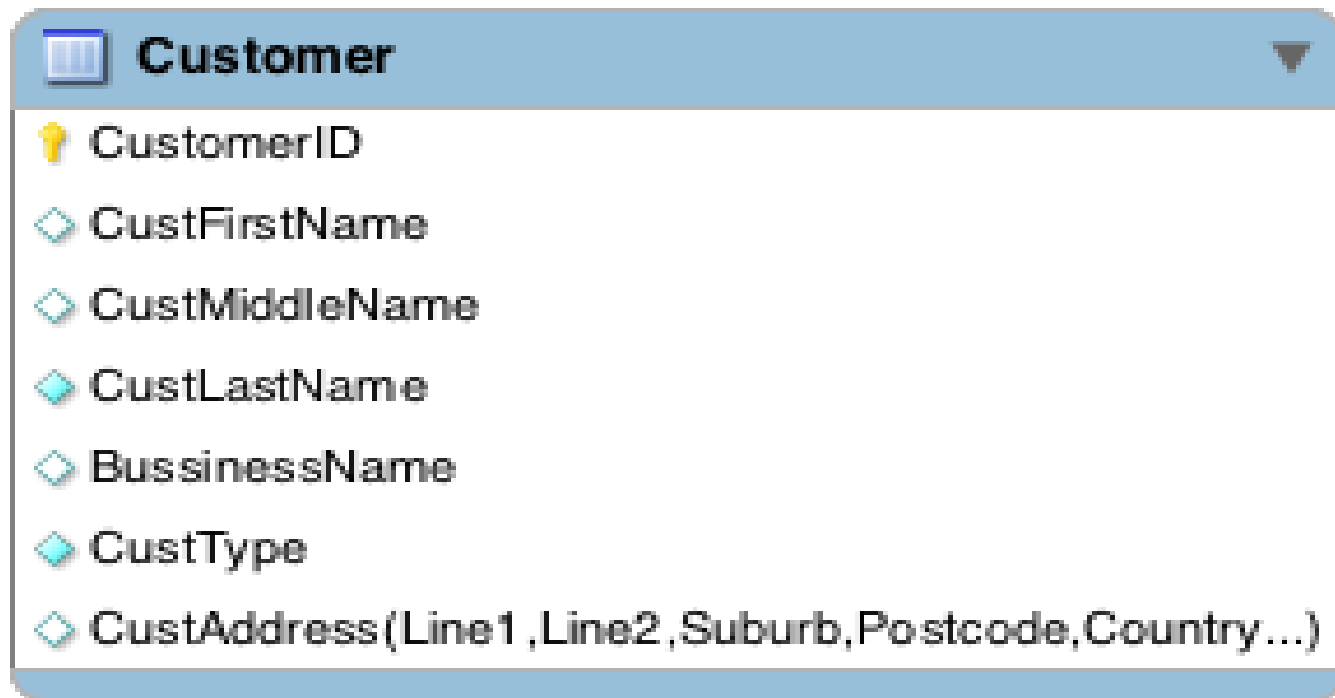 Customer
CustomerID
CustFirstName
CustMiddleName
CustLastName
BussinessName
CustType
CustAddress(Line1,Line2,Suburb,Postcode,Country...)